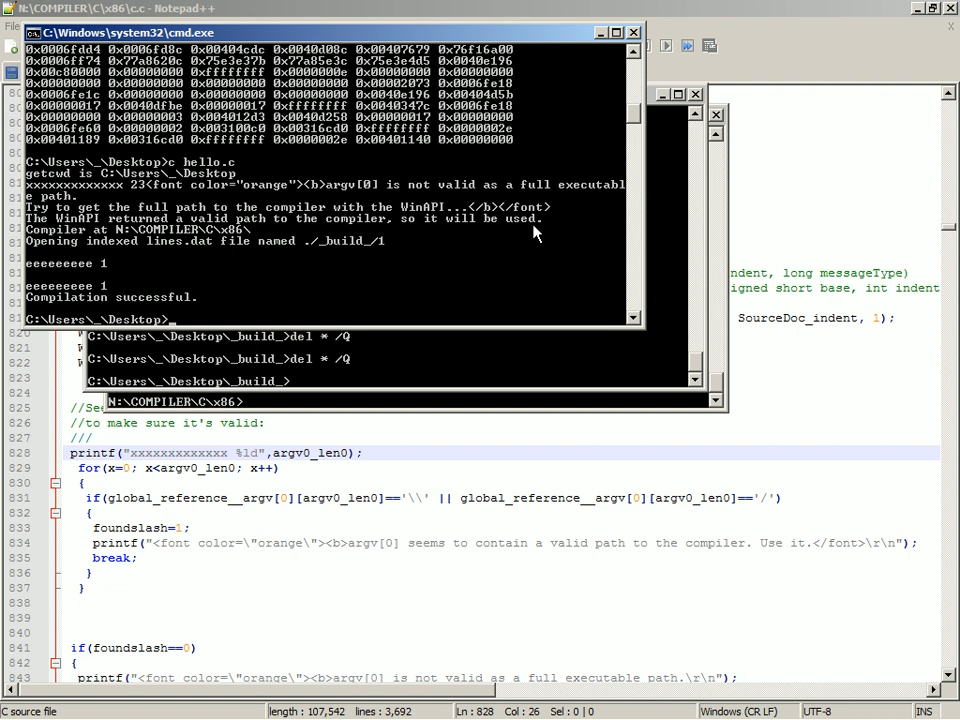 N:\COMPILER\C\x86\c.c - Notepad++
File
C:\Windows\system32\cmd.exe
0x0006fdd4 0x0006fd8c 0x00404cdc 0x0040d08c 0x00407679 0x76f16a00
0x0006ff74 0x77a8620c 0x75e3e37b 0x77a85e3c 0x75e3e4d5 0x0040e196
0x00c80000 0x00000000 0xffffffff 0x0000000e 0x00000000 0x00000000
0x00000000 0x00000000 0x00000000 0x00000000 0x00002073 0x0006fe18
0x0006fe1c 0x00000000 0xffffffff 0x0040e196 0x00000000 0x00404d5b
0x00000017 0x0040dfbe 0x00000017 0xffffffff 0x0040347c 0x0006fe18
0x00000000 0x00000003 0x004012d3 0x0040d258 0x00000017 0x00000000
0x0006fe60 0x00000002 0x003100c0 0x00316cd0 0xffffffff 0x0000002e
0x00401189 0x00316cd0 0xffffffff 0x0000002e 0x00401140 0x00000000
C:\Users\_\Desktop>c hello.c
getcwd is C:\Users\_\Desktop
xxxxxxxxxxxxx 23<font color="orange"><b>argv[0] is not valid as a full executabl
e path.
Try to get the full path to the compiler with the WinAPI...</b></font>
The WinAPI returned a valid path to the compiler, so it will be used.
Compiler at N:\COMPILER\C\x86\
Opening indexed lines.dat file named ./_build_/1
eeeeeeeee 1
eeeeeeeee 1
Compilation successful.
C:\Users\_\Desktop>_
C:\Users\_\Desktop\_build_>del * /Q
C:\Users\_\Desktop\_build_>del * /Q
C:\Users\_\Desktop\_build_>
N:\COMPILER\C\x86>
ndent, long messageType)
igned short base, int indent
SourceDoc_indent, 1);
821
822
823
824
825 //See
826 //to make sure it's valid:
827 ///
828 printf("xxxxxxxxxxxxx %ld",argv0_len0);
829 for(x=0; x<argv0_len0; x++)
830 {
831 if(global_reference__argv[0][argv0_len0]=='\\' || global_reference__argv[0][argv0_len0]=='/')
832 {
833 foundslash=1;
834 printf("<font color=\"orange\"><b>argv[0] seems to contain a valid path to the compiler. Use it.</font>\r\n");
835 break;
836 }
837 }
838
839
840
841 if(foundslash==0)
842 {
843 printf("<font color=\"orange\"><b>argv[0] is not valid as a full executable path.\r\n");
C source file length : 107,542 lines : 3,692 Ln : 828 Col : 26 Sel : 0 | 0 Windows (CR LF) UTF-8 INS